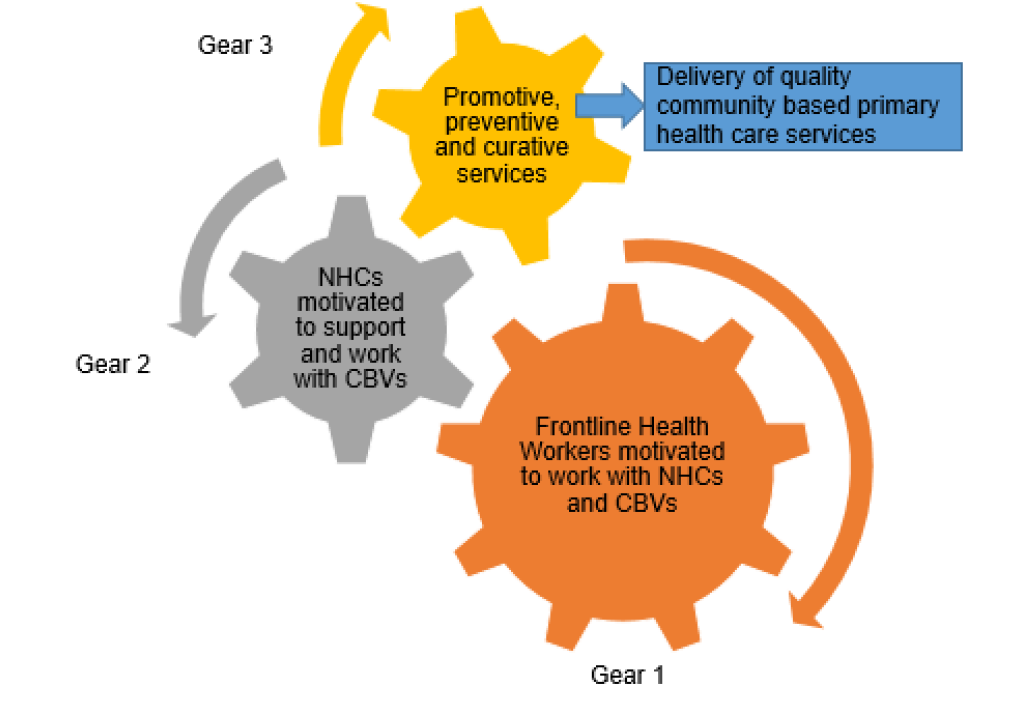 Gear 3
Promotive,
preventive
and curative
services
Delivery of quality
community based primary
health care services
NHCs
motivated
to support
and work
with CBVs
Gear 2
Frontline Health
Workers motivated
to work with NHCs
and CBVs
Gear 1